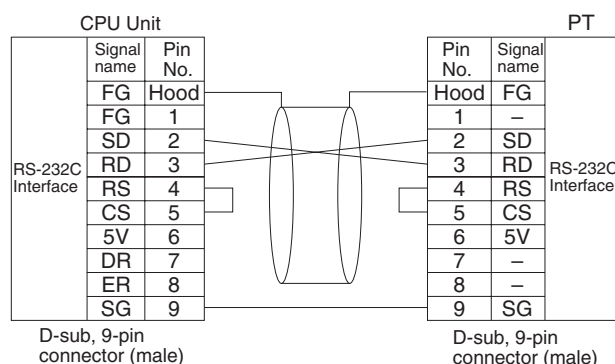 CPU Unit
PT
RS-232C
Interface
Signal
name
Pin
No.
FG Hood
FG 1
SD 2
RD 3
RS 4
CS 5
5V 6
DR 7
ER 8
SG 9
D-sub, 9-pin
connector (male)
Pin
No.
Signal
name
Hood FG
1 –
2 SD
3 RD
4 RS
5 CS
6 5V
7 –
8 –
9 SG
RS-232C
Interface
D-sub, 9-pin
connector (male)